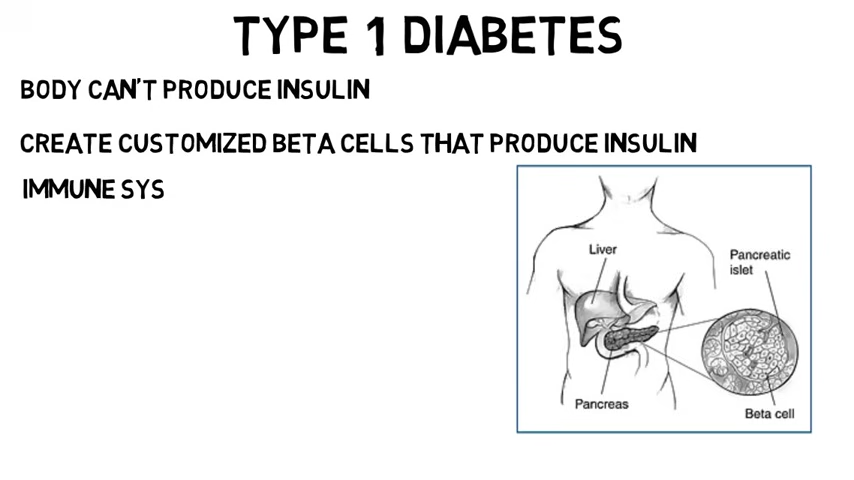 TYPE 1 DIABETES
BODY CAN'T PRODUCE INSULIN
CREATE CUSTOMIZED BETA CELLS THAT PRODUCE INSULIN
IMMUNE SYS
Liver
Pancreatic
islet
Pancreas
Beta cell